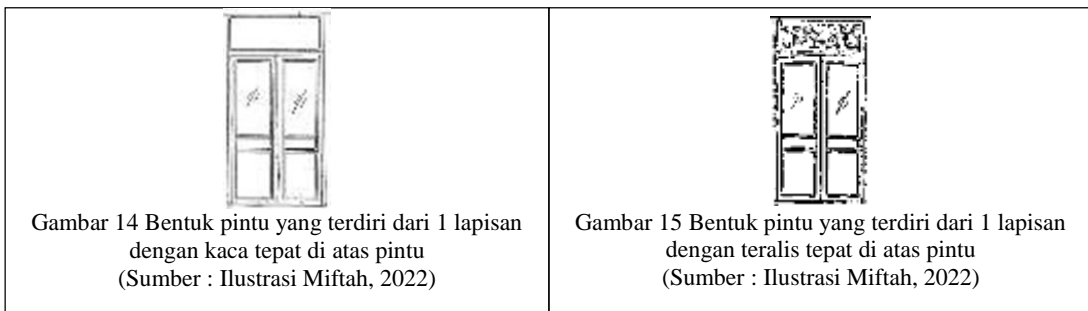 Gambar 14 Bentuk pintu yang terdiri dari 1 lapisan
dengan kaca tepat di atas pintu
(Sumber : Ilustrasi Miftah, 2022)
Gambar 15 Bentuk pintu yang terdiri dari 1 lapisan
dengan teralis tepat di atas pintu
(Sumber : Ilustrasi Miftah, 2022)